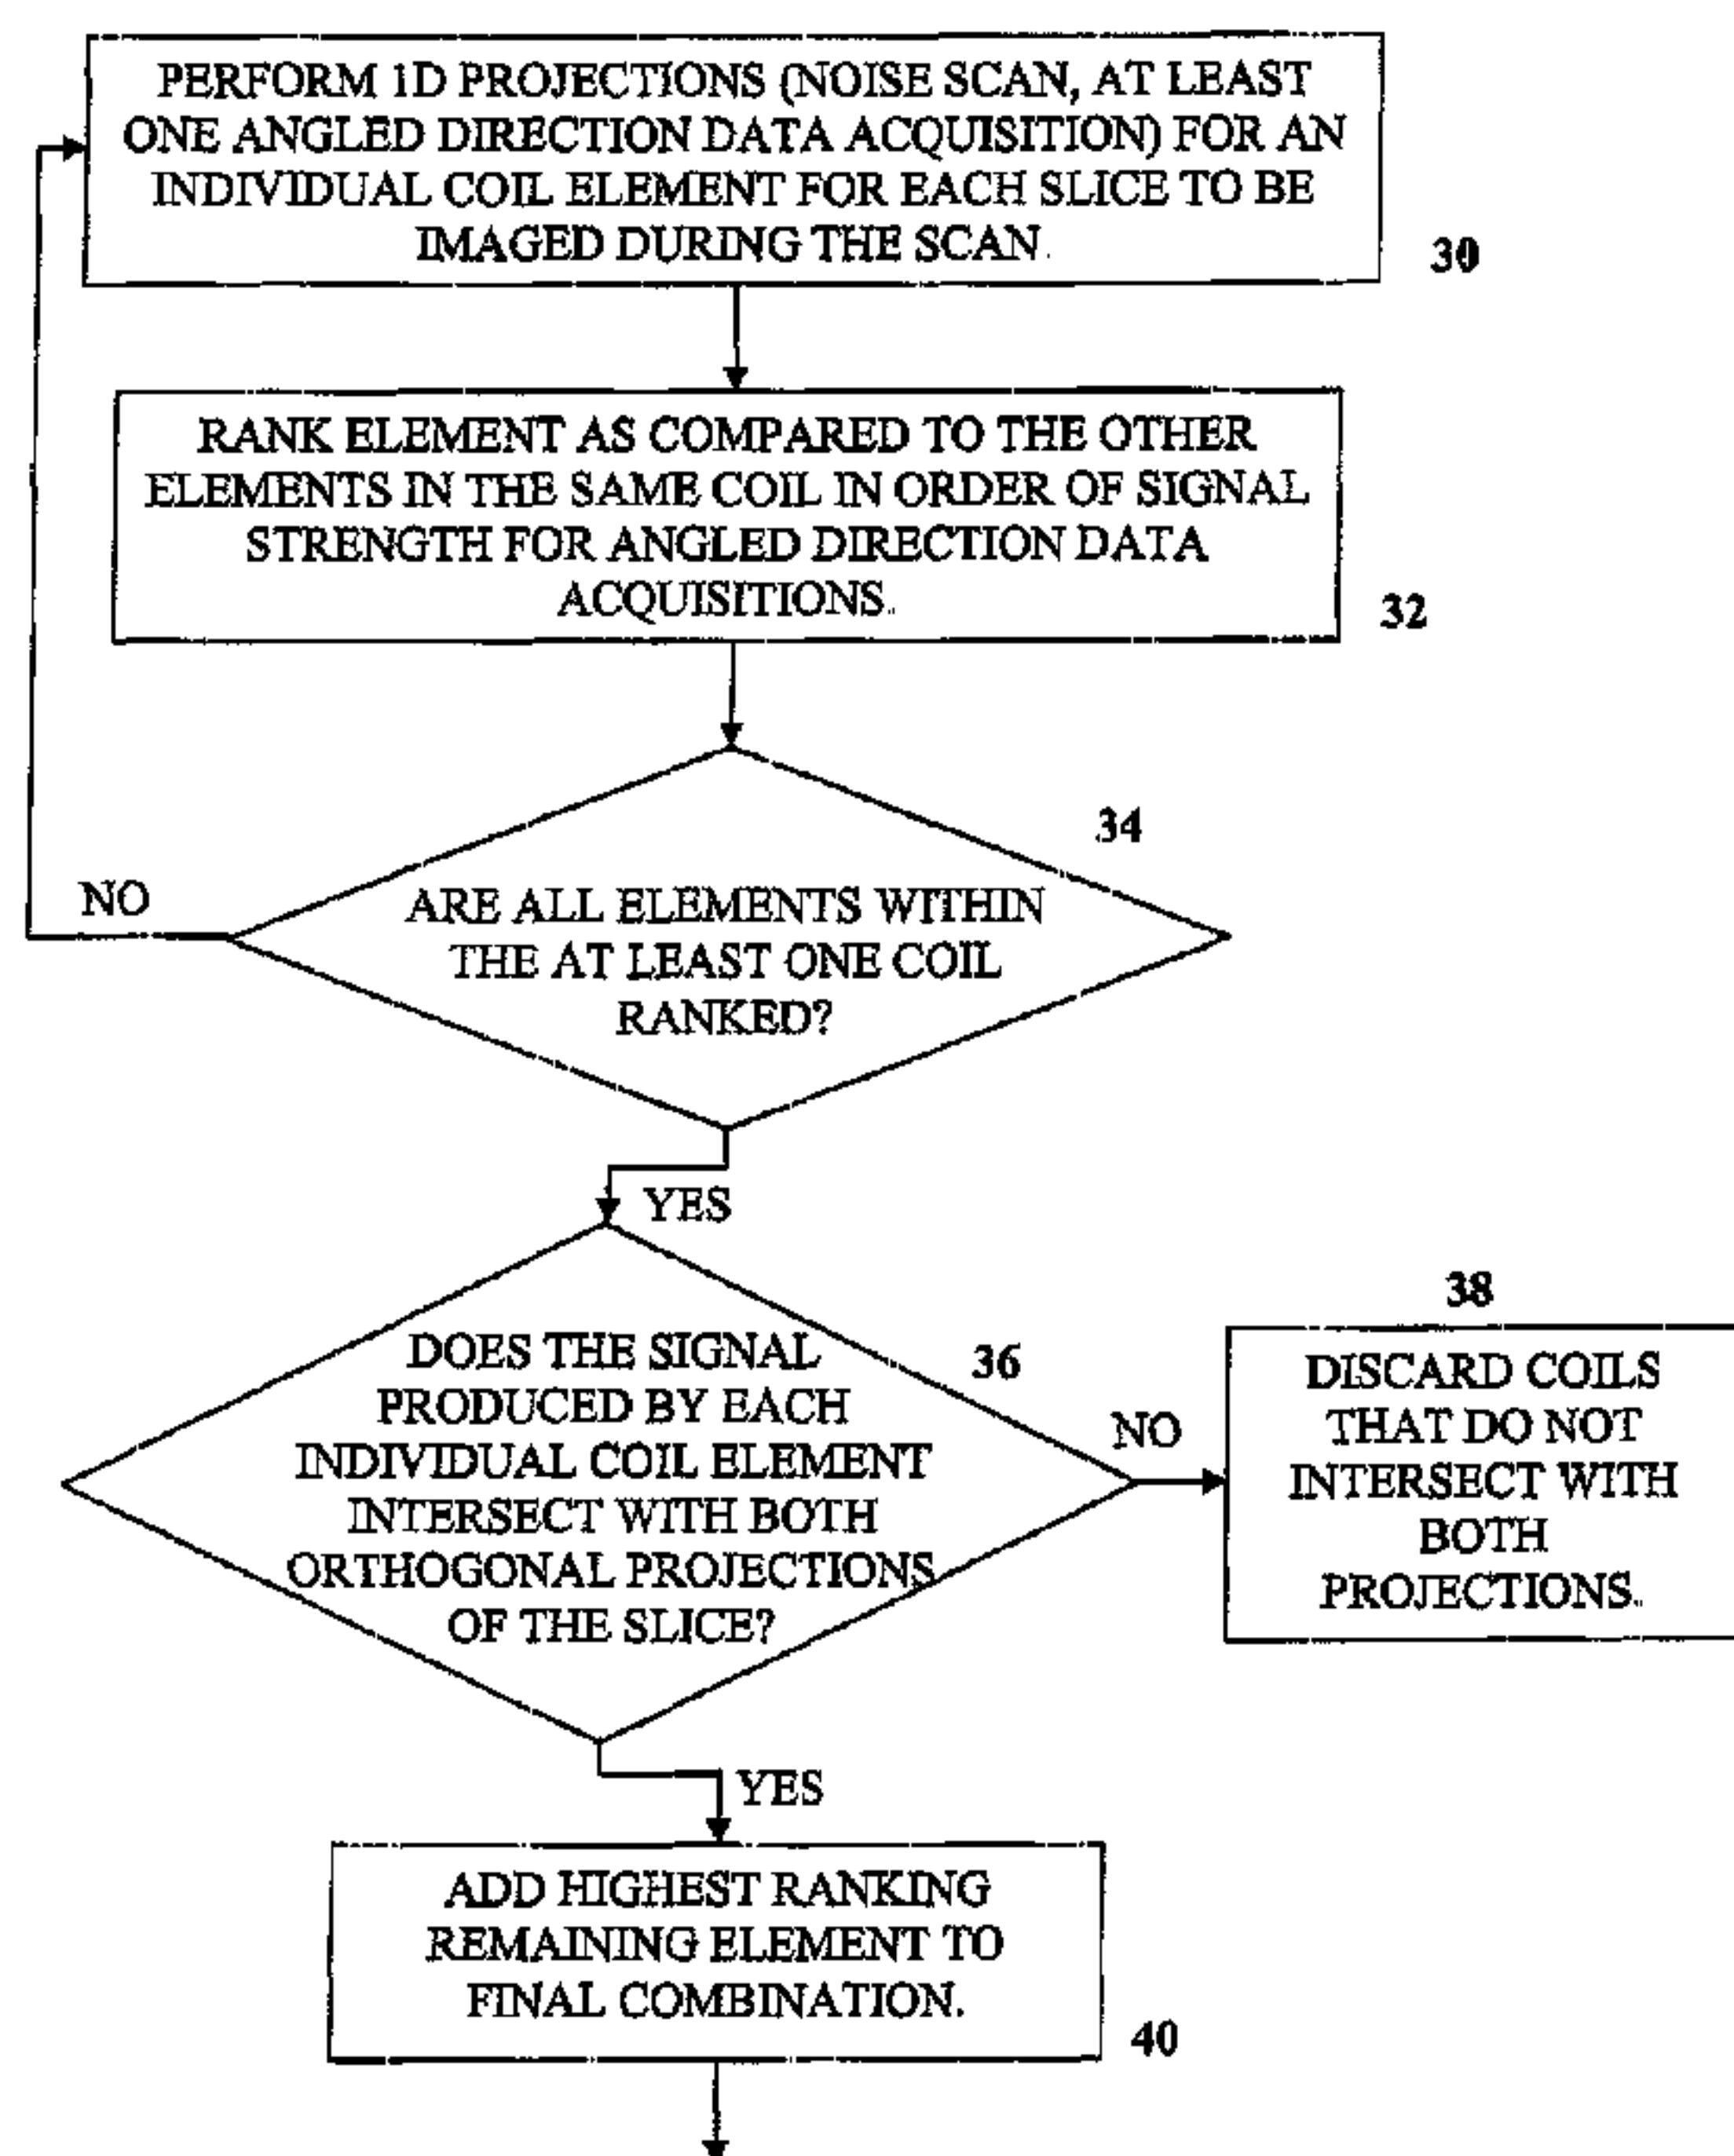 PERFORM 1D PROJECTIONS (NOISE SCAN, AT LEAST
ONE ANGLED DIRECTION DATA ACQUISITION) FOR AN
INDIVIDUAL COIL ELEMENT FOR EACH SLICE TO BE
IMAGED DURING THE SCAN.
30
RANK ELEMENT AS COMPARED TO THE OTHER
ELEMENTS IN THE SAME COIL IN ORDER OF SIGNAL
STRENGTH FOR ANGLED DIRECTION DATA
ACQUISITIONS.
32
34
NO
ARE ALL ELEMENTS WITHIN
THE AT LEAST ONE COIL
RANKED?
YES
36
DOES THE SIGNAL
PRODUCED BY EACH
INDIVIDUAL COIL ELEMENT
INTERSECT WITH BOTH
ORTHOGONAL PROJECTIONS
OF THE SLICE?
NO
38
DISCARD COILS
THAT DO NOT
INTERSECT WITH
BOTH
PROJECTIONS.
YES
ADD HIGHEST RANKING
REMAINING ELEMENT TO
FINAL COMBINATION.
40